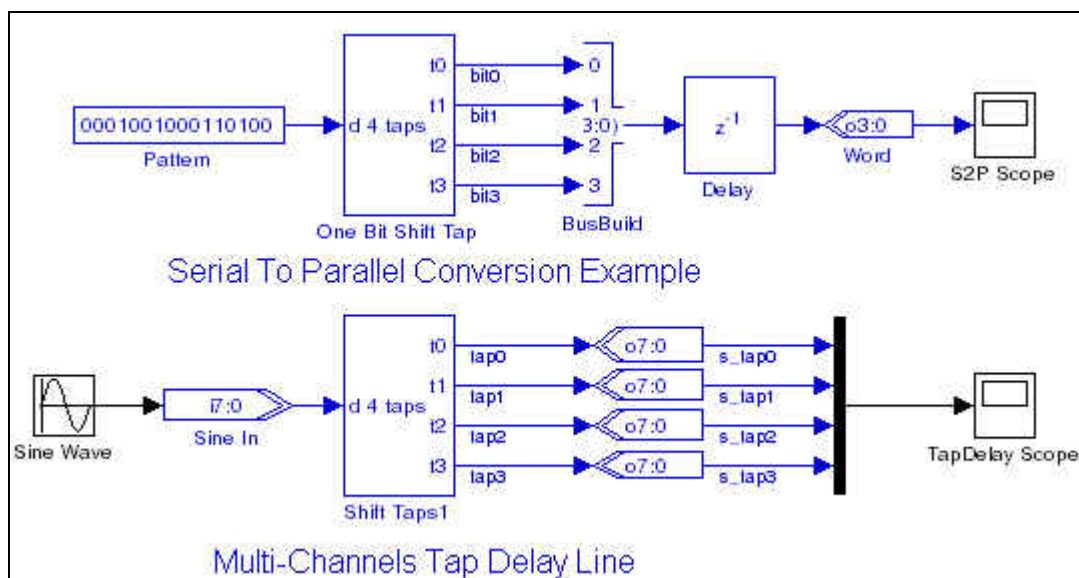 t0
bit0
0
t1
bit1
1
0001001000110100
d 4 taps
3:0)
z-1
o3:0
t2
bit2
2
Pattern
Word
S2P Scope
t3
bit3
3
Delay
One Bit Shift Tap
BusBuild
Serial To Parallel Conversion Example
t0
tap0
o7:0
s_tap0
t1
tap1
o7:0
s_tap1
i7:0
d 4 taps
t2
tap2
o7:0
s_tap2
Sine Wave
Sine In
TapDelay Scope
t3
tap3
o7:0
s_tap3
Shift Taps1
Multi-Channels Tap Delay Line